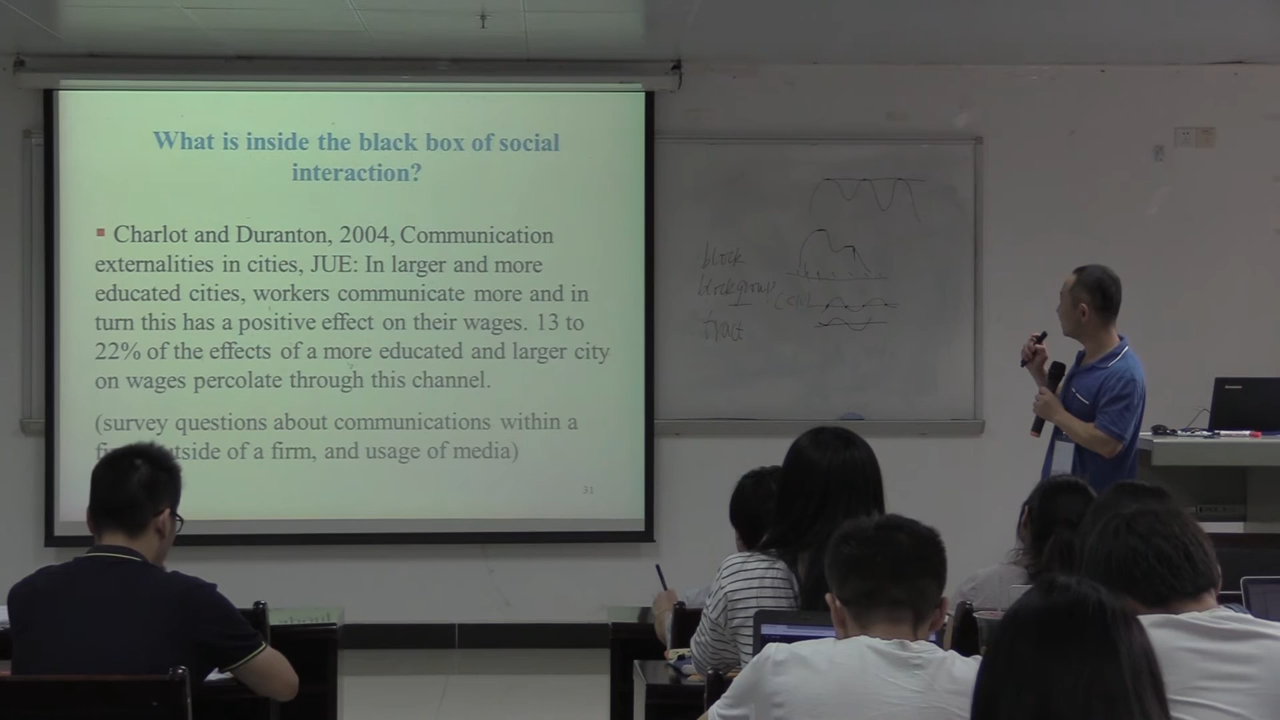 What is inside the black box of social
interaction?
▪ Charlot and Duranton, 2004, Communication
externalities in cities, JUE: In larger and more
educated cities, workers communicate more and in
turn this has a positive effect on their wages. 13 to
22% of the effects of a more educated and larger city
on wages percolate through this channel.
(survey questions about communications within a
outside of a firm, and usage of media)
31
block
blockgroup
tract